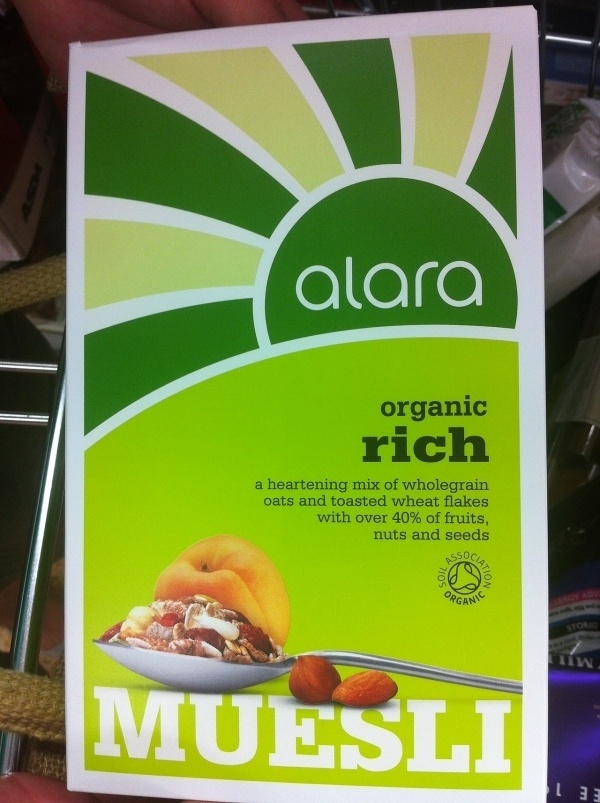 alara
organic
rich
a heartening mix of wholegrain
oats and toasted wheat flakes
with over 40% of fruits,
nuts and seeds
SOIL ASSOCIATION
ORGANIC
MUESLI
ASDA